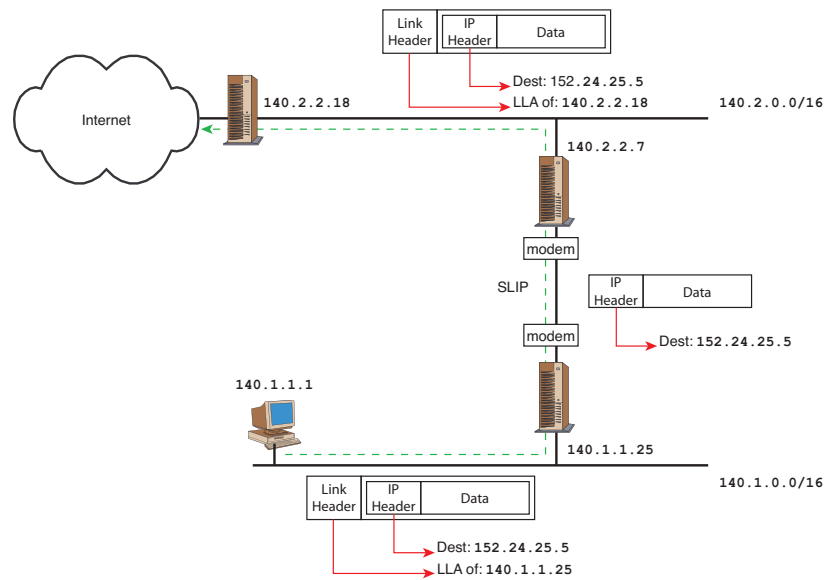 Link
Header
IP
Header
Data
Dest: 152.24.25.5
LLA of: 140.2.2.18
140.2.2.18
140.2.0.0/16
Internet
140.2.2.7
modem
SLIP
IP
Header
Data
modem
Dest: 152.24.25.5
140.1.1.1
140.1.1.25
140.1.0.0/16
Link
Header
IP
Header
Data
Dest: 152.24.25.5
LLA of: 140.1.1.25